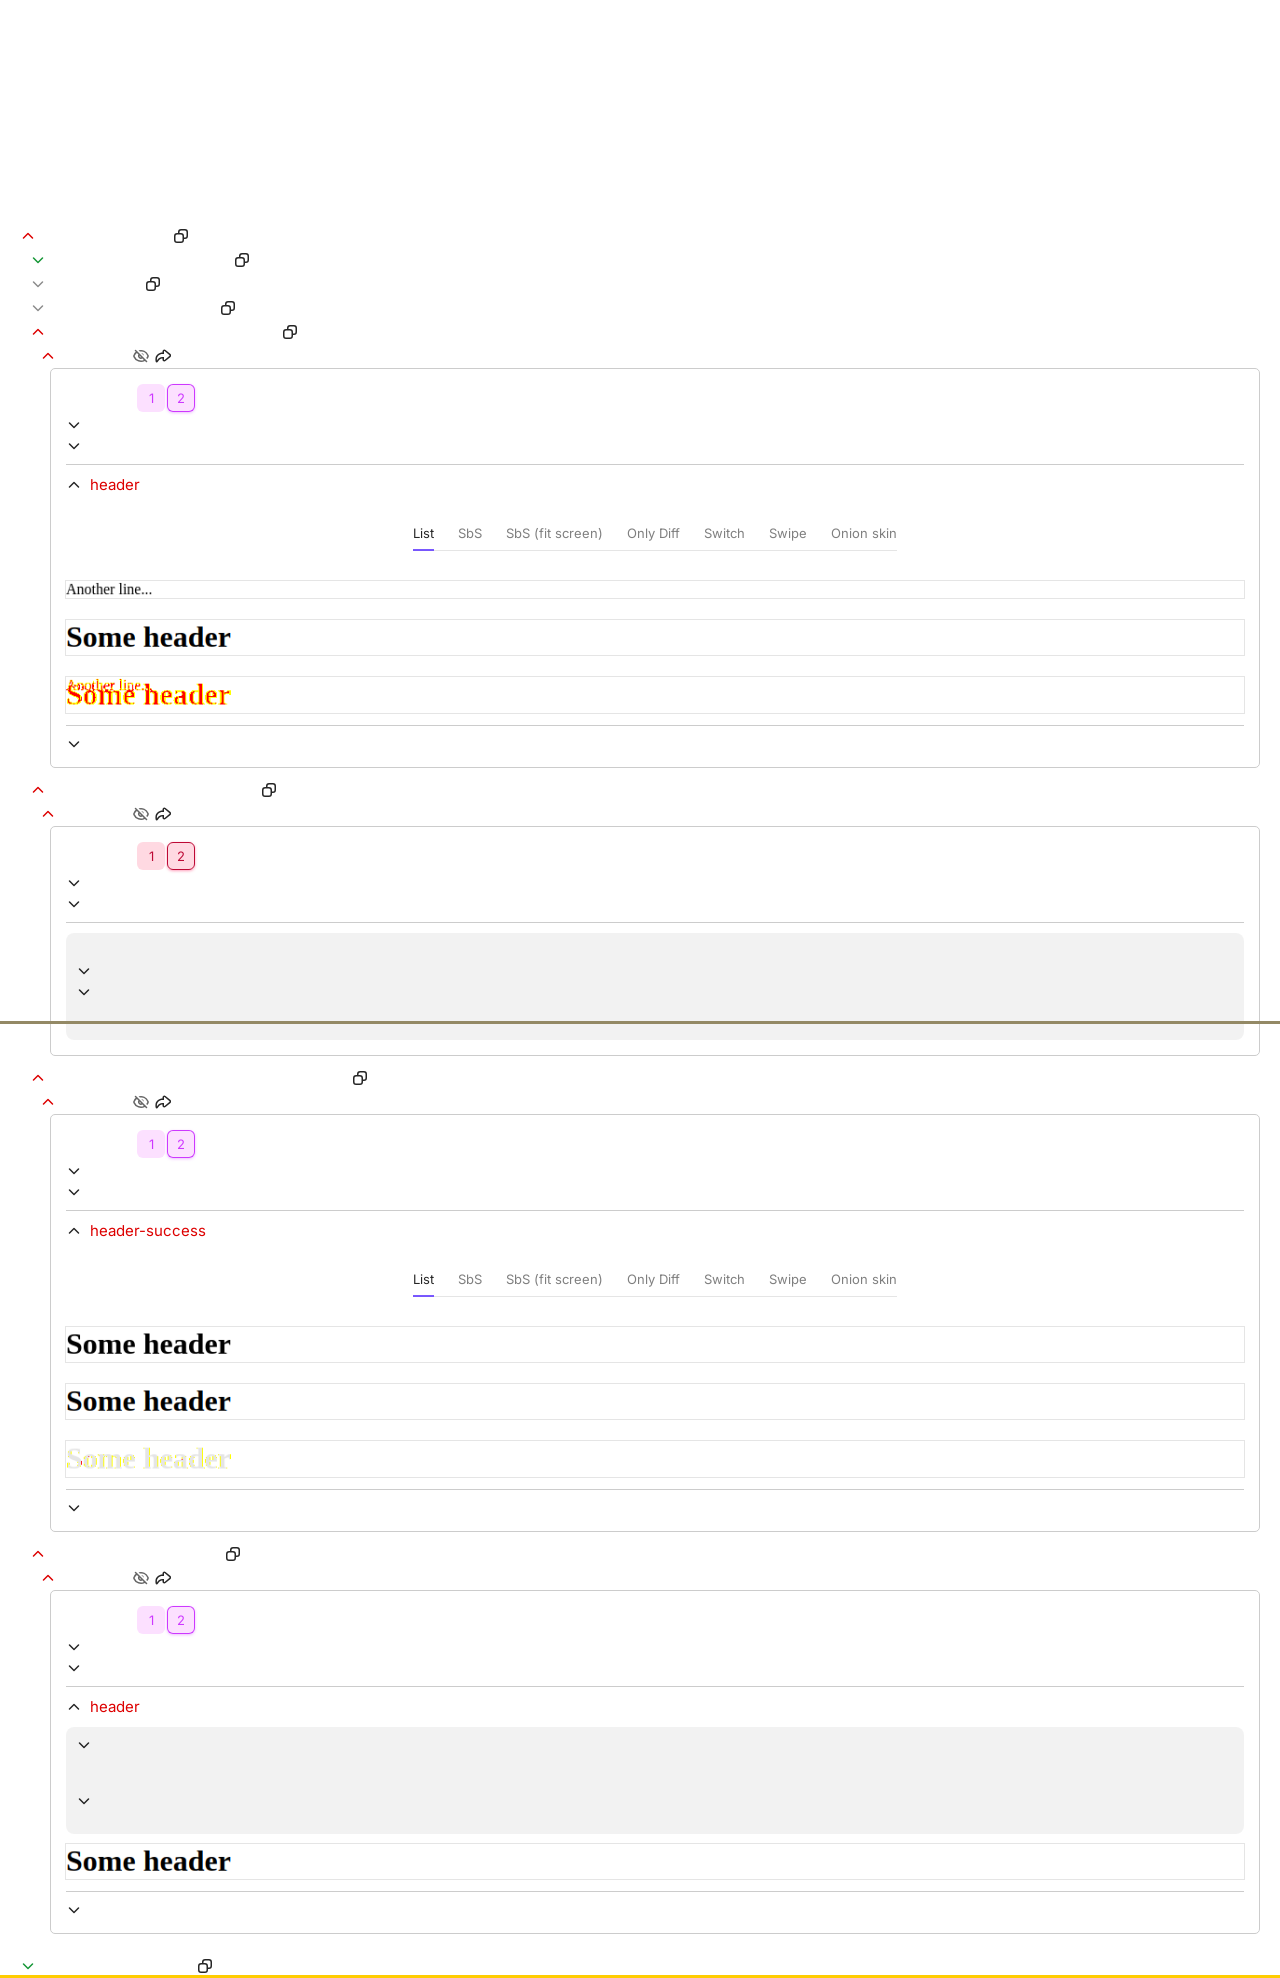 1 2
header
List SbS SbS (fit screen) Only Diff Switch Swipe Onion skin
Another line...
Some header
Another line...
Some header
1 2
1 2
header-success
List SbS SbS (fit screen) Only Diff Switch Swipe Onion skin
Some header
Some header
Some header
1 2
header
Some header